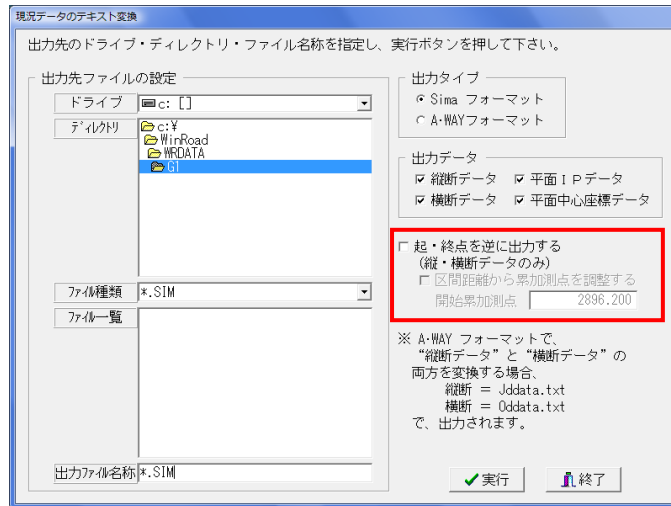 現況データのテキスト変換
出力先のドライブ・ディレクトリ・ファイル名称を指定し、実行ボタンを押して下さい。
出力先ファイルの設定
ドライブ
c: []
ディレクトリ
c:¥
WinRoad
WRDATA
G1
ファイル種類
*.SIM
ファイル一覧
出力ファイル名称
*.SIM
出力タイプ
Sima フォーマット
A・WAYフォーマット
出力データ
縦断データ 平面ＩＰデータ
横断データ 平面中心座標データ
起・終点を逆に出力する
(縦・横断データのみ)
区間距離から累加測点を調整する
開始累加測点 2896.200
※ A・WAY フォーマットで、
“縦断データ”と“横断データ”の
両方を変換する場合、
縦断 = Jddata.txt
横断 = Oddata.txt
で、出力されます。
実行
終了